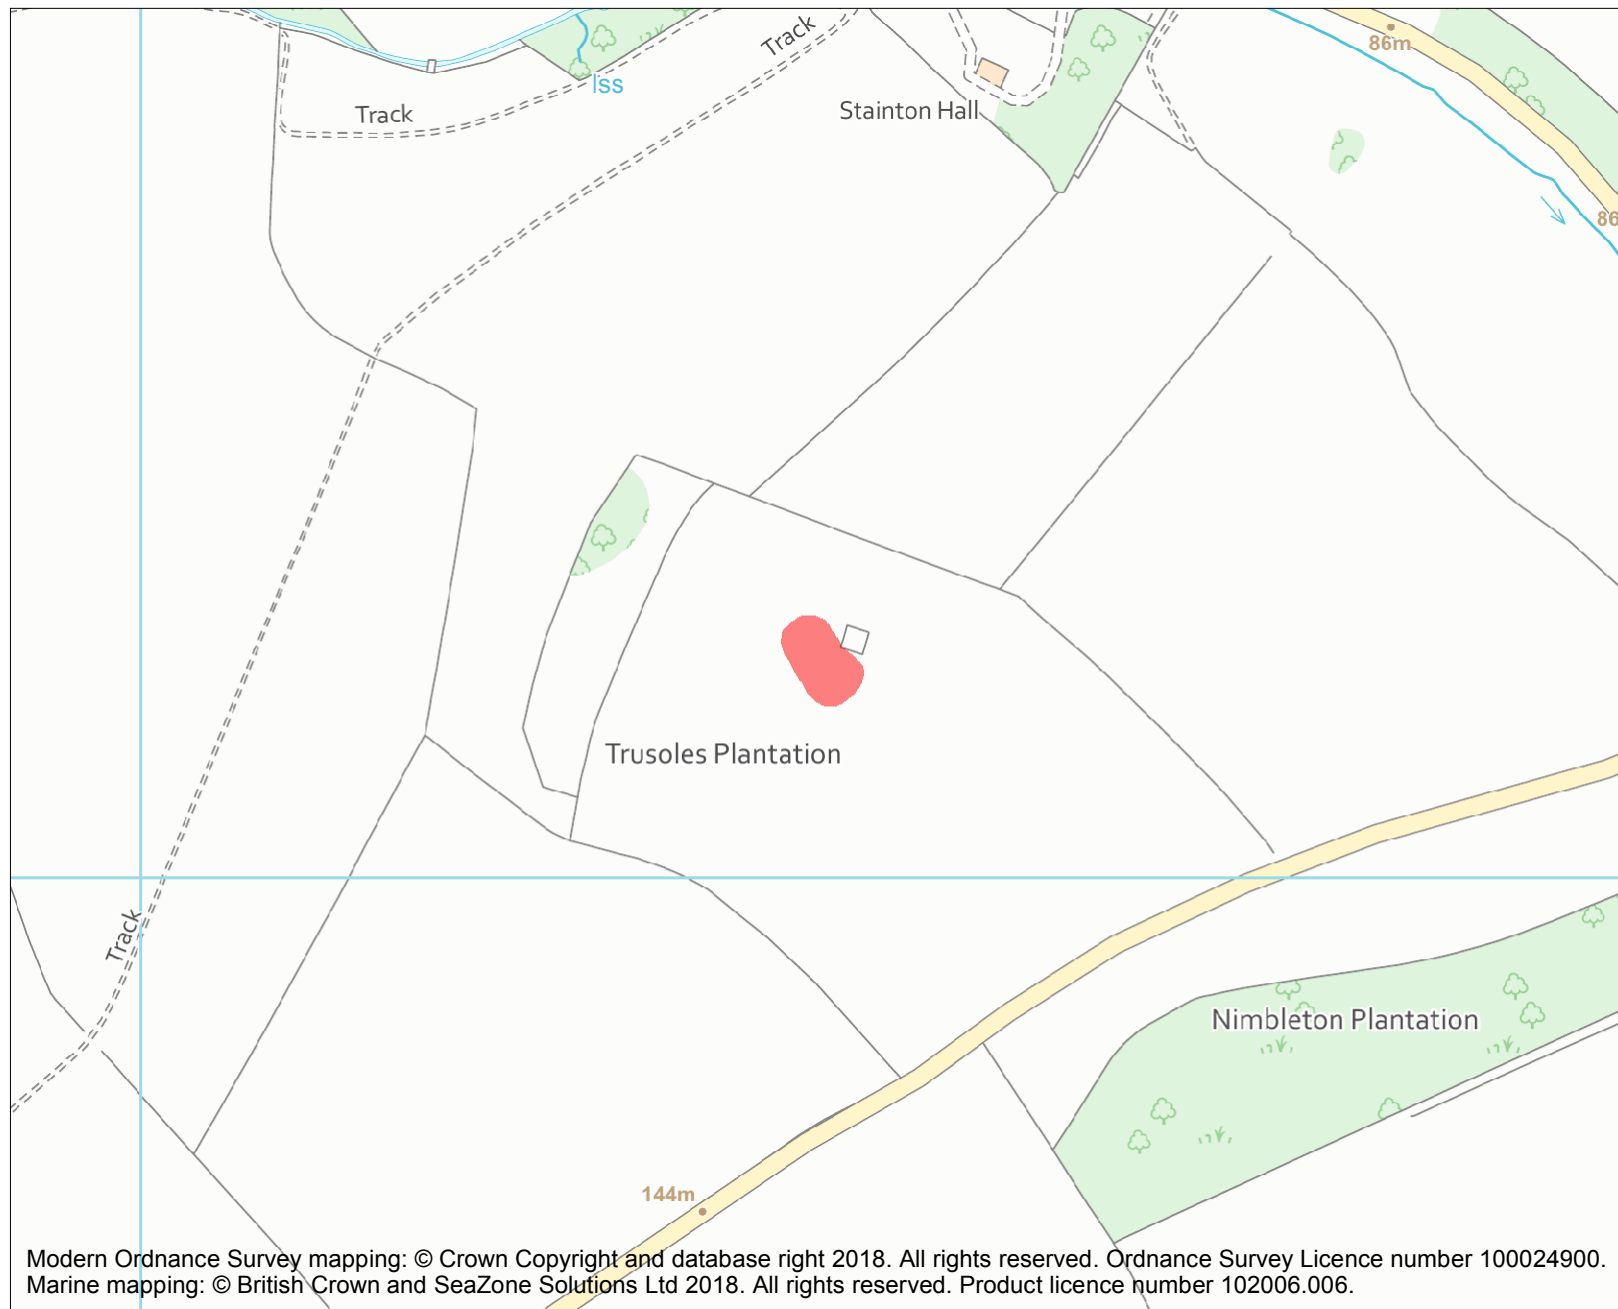 Track
86m
Iss
Track
Stainton Hall
86
Trusoles Plantation
Track
Nimbleton Plantation
144m
Modern Ordnance Survey mapping: © Crown Copyright and database right 2018. All rights reserved. Ordnance Survey Licence number 100024900.
Marine mapping: © British Crown and SeaZone Solutions Ltd 2018. All rights reserved. Product licence number 102006.006.